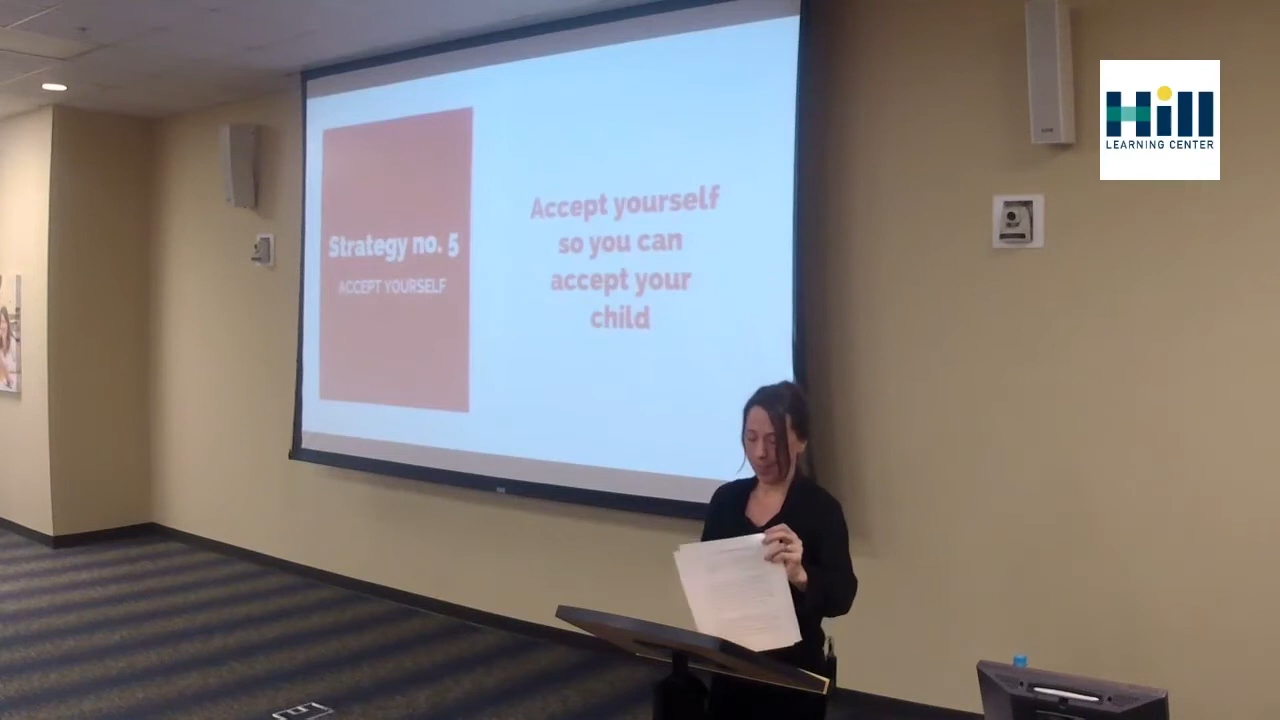 Strategy no. 5
ACCEPT YOURSELF
Accept yourself
so you can
accept your
child
Hill
LEARNING CENTER